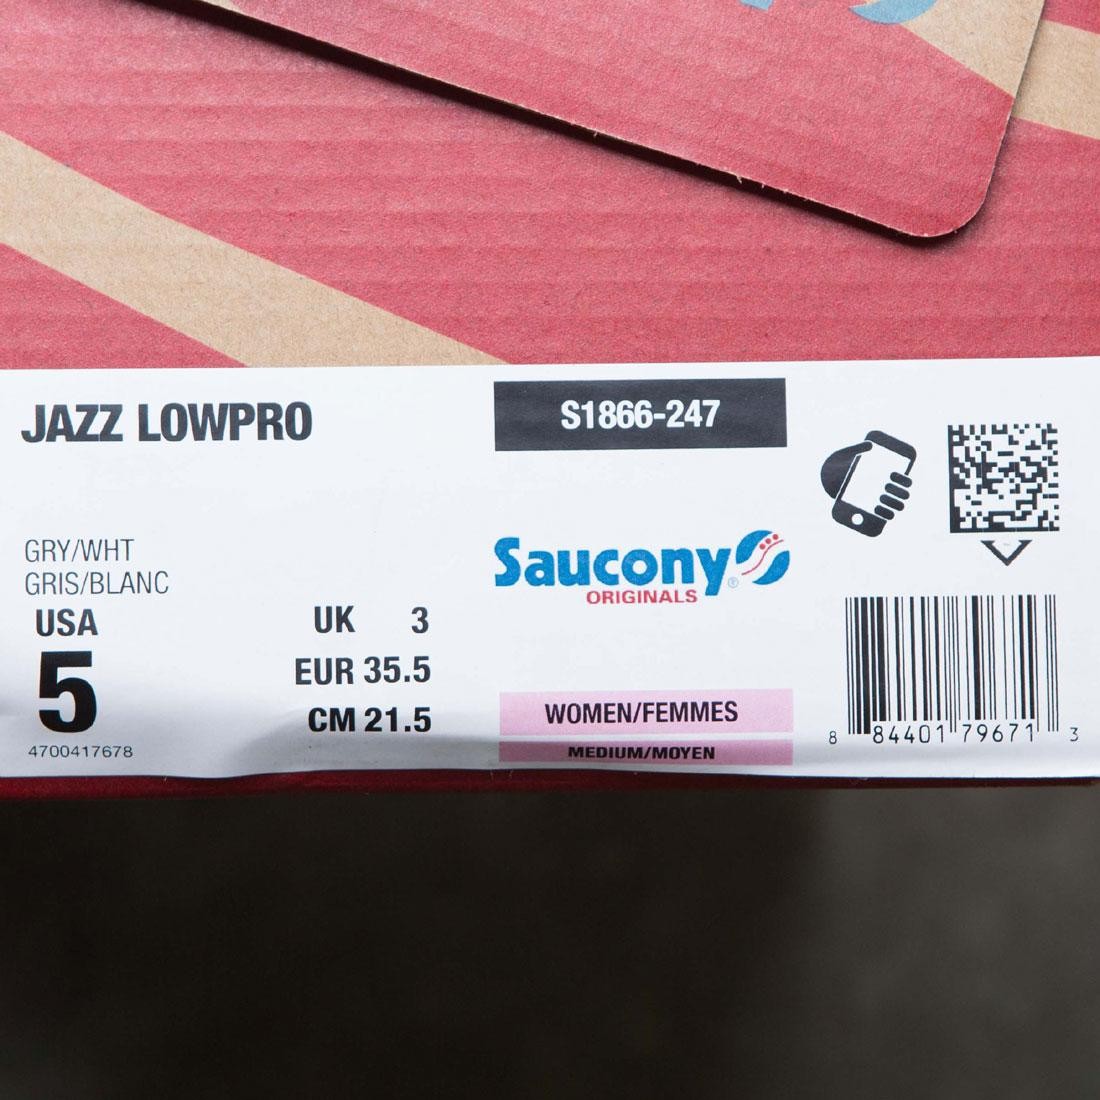 JAZZ LOWPRO
S1866-247
GRY/WHT
GRIS/BLANC
USA
5
4700417678
UK 3
EUR 35.5
CM 21.5
Saucony®
ORIGINALS
WOMEN/FEMMES
MEDIUM/MOYEN
8 84401 79671 3